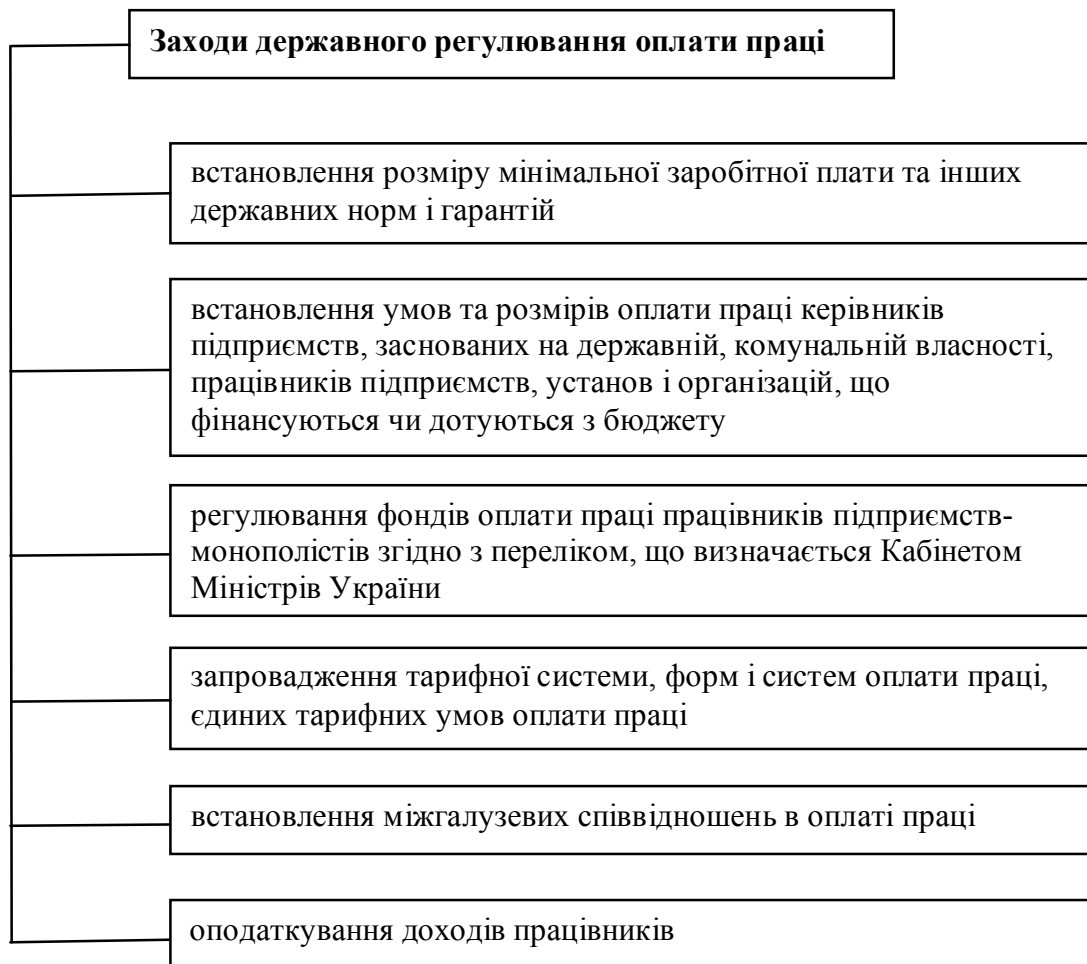 Заходи державного регулювання оплати праці
встановлення розміру мінімальної заробітної плати та інших
державних норм і гарантій
встановлення умов та розмірів оплати праці керівників
підприємств, заснованих на державній, комунальній власності,
працівників підприємств, установ і організацій, що
фінансуються чи дотуються з бюджету
регулювання фондів оплати праці працівників підприємств-
монополістів згідно з переліком, що визначається Кабінетом
Міністрів України
запровадження тарифної системи, форм і систем оплати праці,
єдиних тарифних умов оплати праці
встановлення міжгалузевих співвідношень в оплаті праці
оподаткування доходів працівників